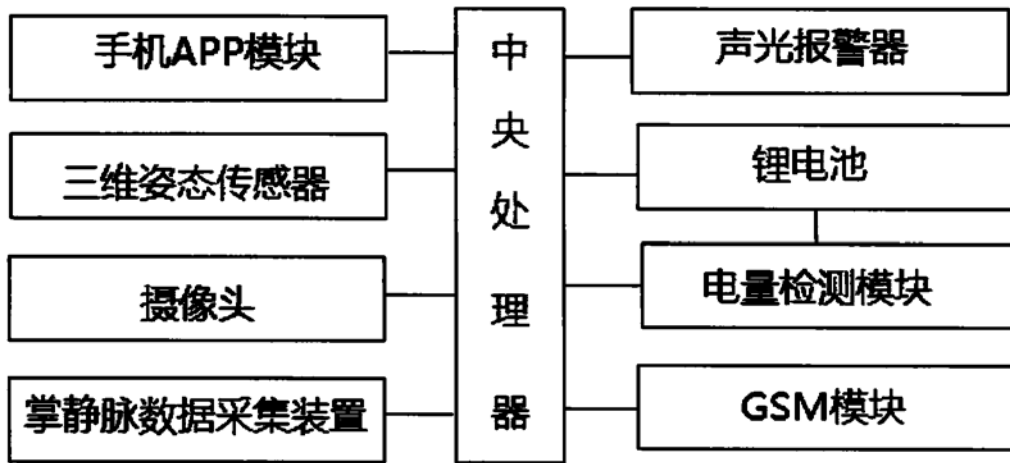 手机APP模块
三维姿态传感器
摄像头
掌静脉数据采集装置
中央处理器
声光报警器
锂电池
电量检测模块
GSM模块